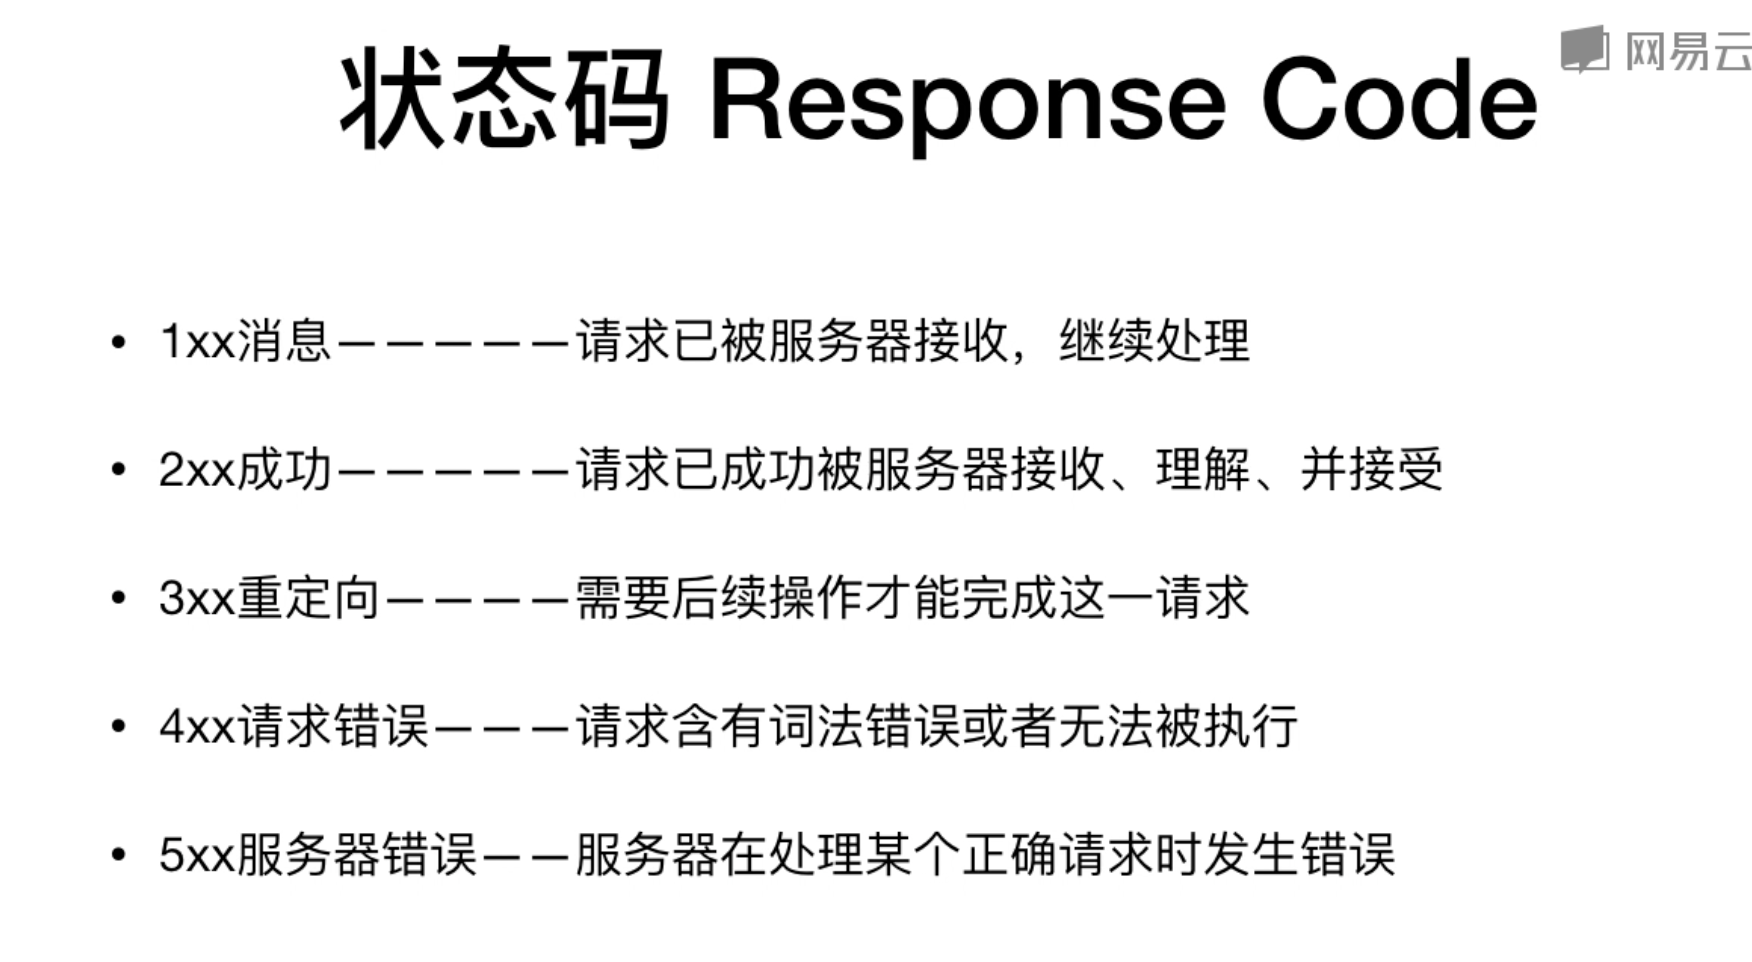 状态码 Response Code
网易云
• 1xx消息—————请求已被服务器接收，继续处理
• 2xx成功—————请求已成功被服务器接收、理解、并接受
• 3xx重定向————需要后续操作才能完成这一请求
• 4xx请求错误———请求含有词法错误或者无法被执行
• 5xx服务器错误——服务器在处理某个正确请求时发生错误